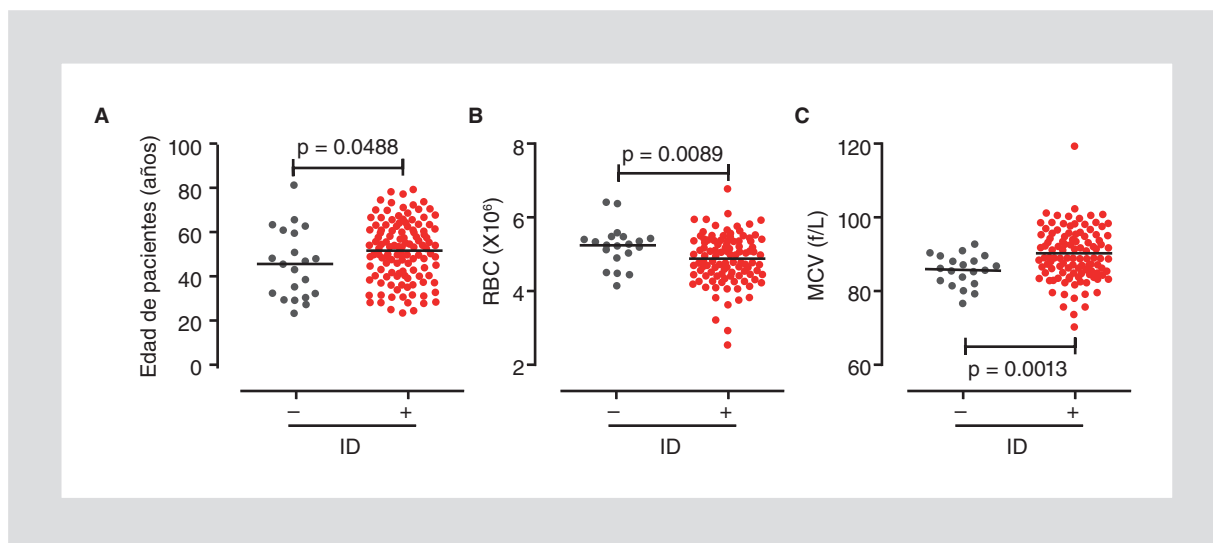 A
Edad de pacientes (años)
100
80
60
40
20
0
p = 0.0488
− +
ID
B
RBC (X10⁶)
8
6
4
2
p = 0.0089
− +
ID
C
MCV (f/L)
120
100
80
60
p = 0.0013
− +
ID